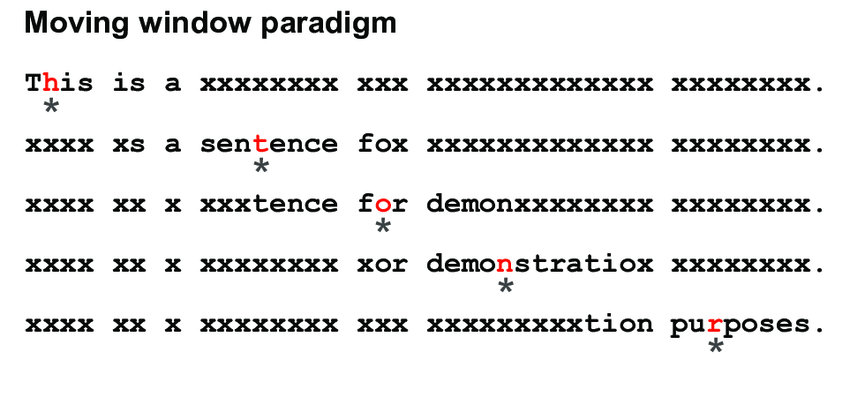 Moving window paradigm
This is a xxxxxxxx xxx xxxxxxxxxxxxx xxxxxxxx.
*
xxxx xs a sentence fox xxxxxxxxxxxxx xxxxxxxx.
*
xxxx xx x xxxtence for demonxxxxxxxx xxxxxxxx.
*
xxxx xx x xxxxxxxx xor demonstratiox xxxxxxxx.
*
xxxx xx x xxxxxxxx xxx xxxxxxxxxtion purposes.
*